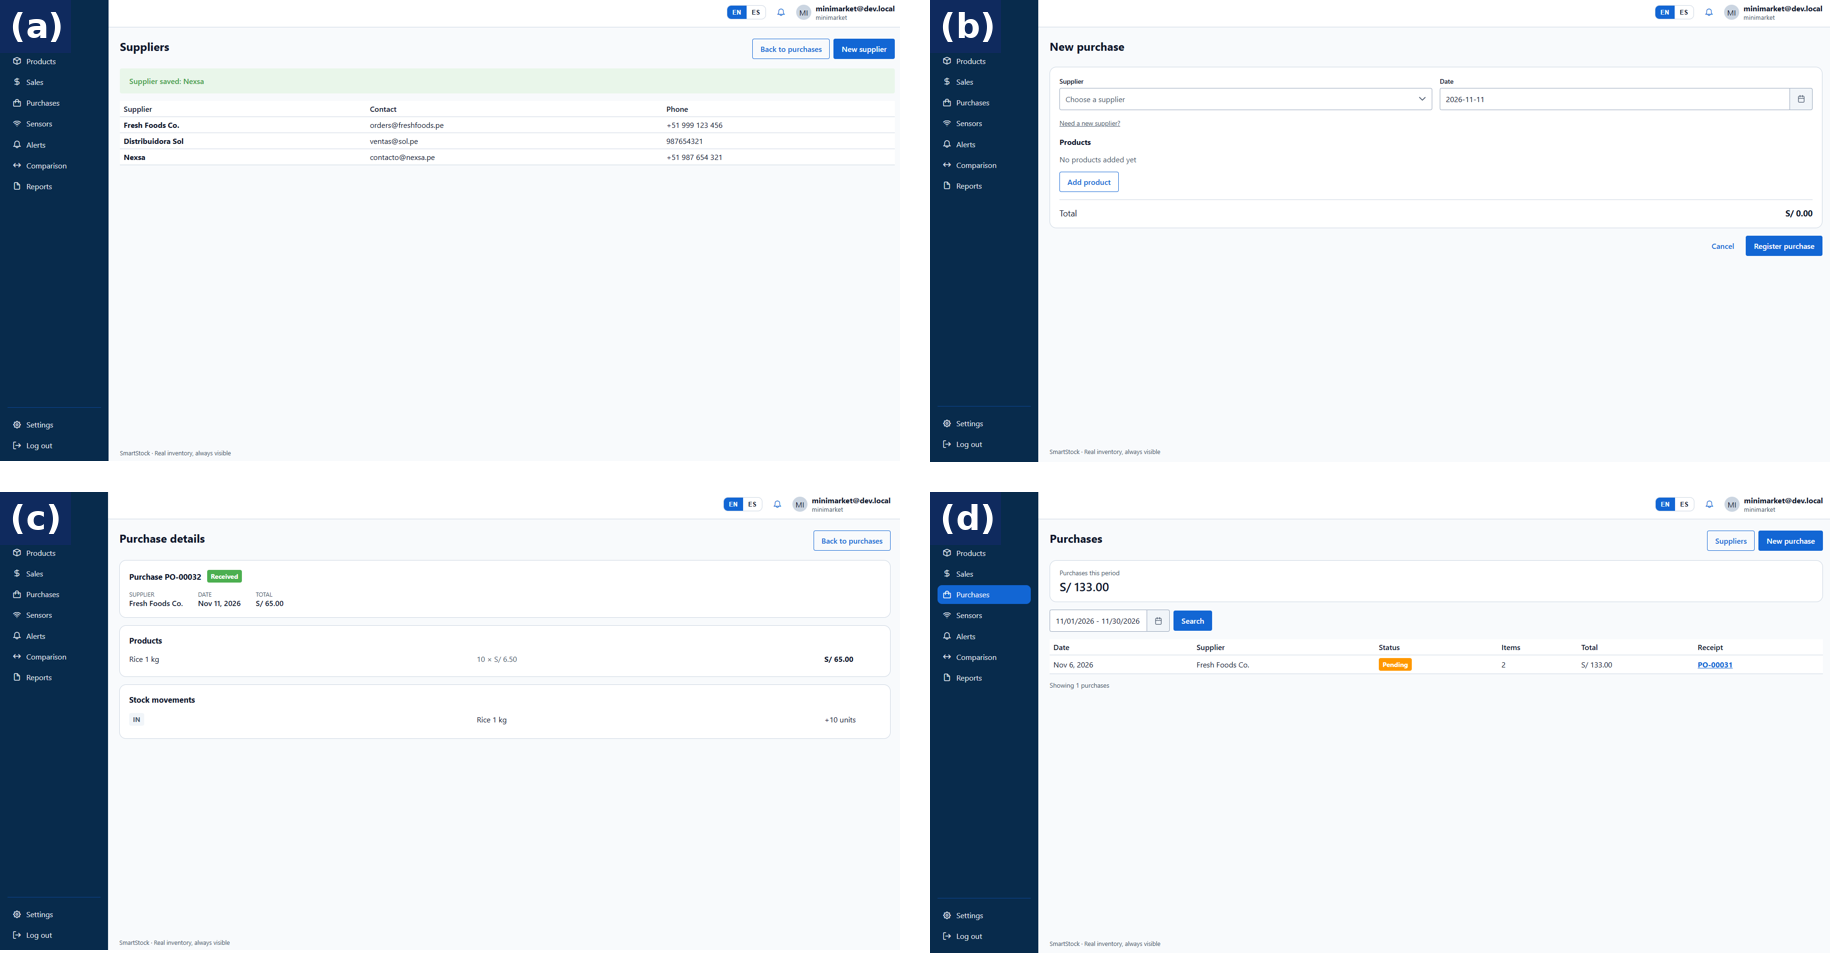 (a)
EN ES MI minimarket@dev.local
minimarket
Products
Sales
Purchases
Sensors
Alerts
Comparison
Reports
Settings
Log out
Suppliers
Back to purchases New supplier
Supplier saved: Nexsa
Supplier Contact Phone
Fresh Foods Co. orders@freshfoods.pe +51 999 123 456
Distribuidora Sol ventas@sol.pe 987654321
Nexsa contacto@nexsa.pe +51 987 654 321
SmartStock · Real inventory, always visible
(b)
EN ES MI minimarket@dev.local
minimarket
Products
Sales
Purchases
Sensors
Alerts
Comparison
Reports
Settings
Log out
New purchase
Supplier Date
Choose a supplier 2026-11-11
Need a new supplier?
Products
No products added yet
Add product
Total S/ 0.00
Cancel Register purchase
SmartStock · Real inventory, always visible
(c)
EN ES MI minimarket@dev.local
minimarket
Products
Sales
Purchases
Sensors
Alerts
Comparison
Reports
Settings
Log out
Purchase details
Back to purchases
Purchase PO-00032 Received
SUPPLIER DATE TOTAL
Fresh Foods Co. Nov 11, 2026 S/ 65.00
Products
Rice 1 kg 10 × S/ 6.50 S/ 65.00
Stock movements
IN Rice 1 kg +10 units
SmartStock · Real inventory, always visible
(d)
EN ES MI minimarket@dev.local
minimarket
Products
Sales
Purchases
Sensors
Alerts
Comparison
Reports
Settings
Log out
Purchases
Suppliers New purchase
Purchases this period
S/ 133.00
11/01/2026 - 11/30/2026 Search
Date Supplier Status Items Total Receipt
Nov 6, 2026 Fresh Foods Co. Pending 2 S/ 133.00 PO-00031
Showing 1 purchases
SmartStock · Real inventory, always visible